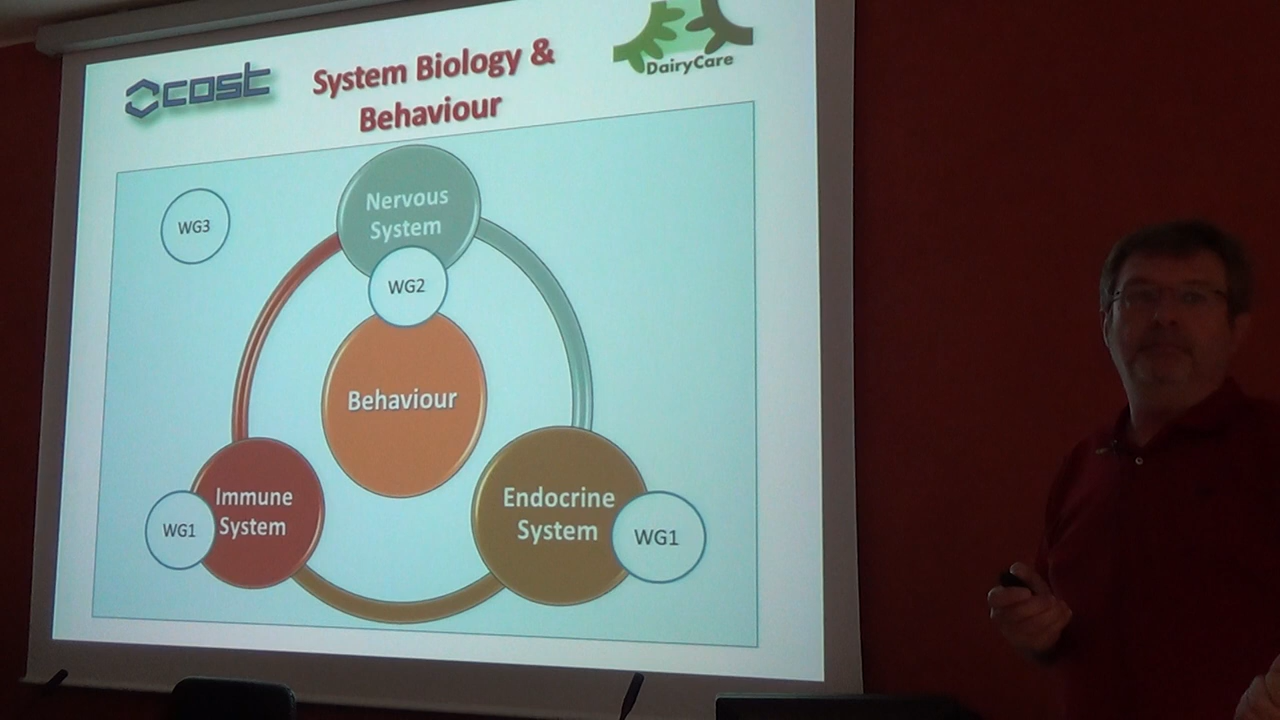 cost
System Biology &
Behaviour
DairyCare
WG3
Nervous
System
WG2
Behaviour
Immune
System
WG1
Endocrine
System
WG1